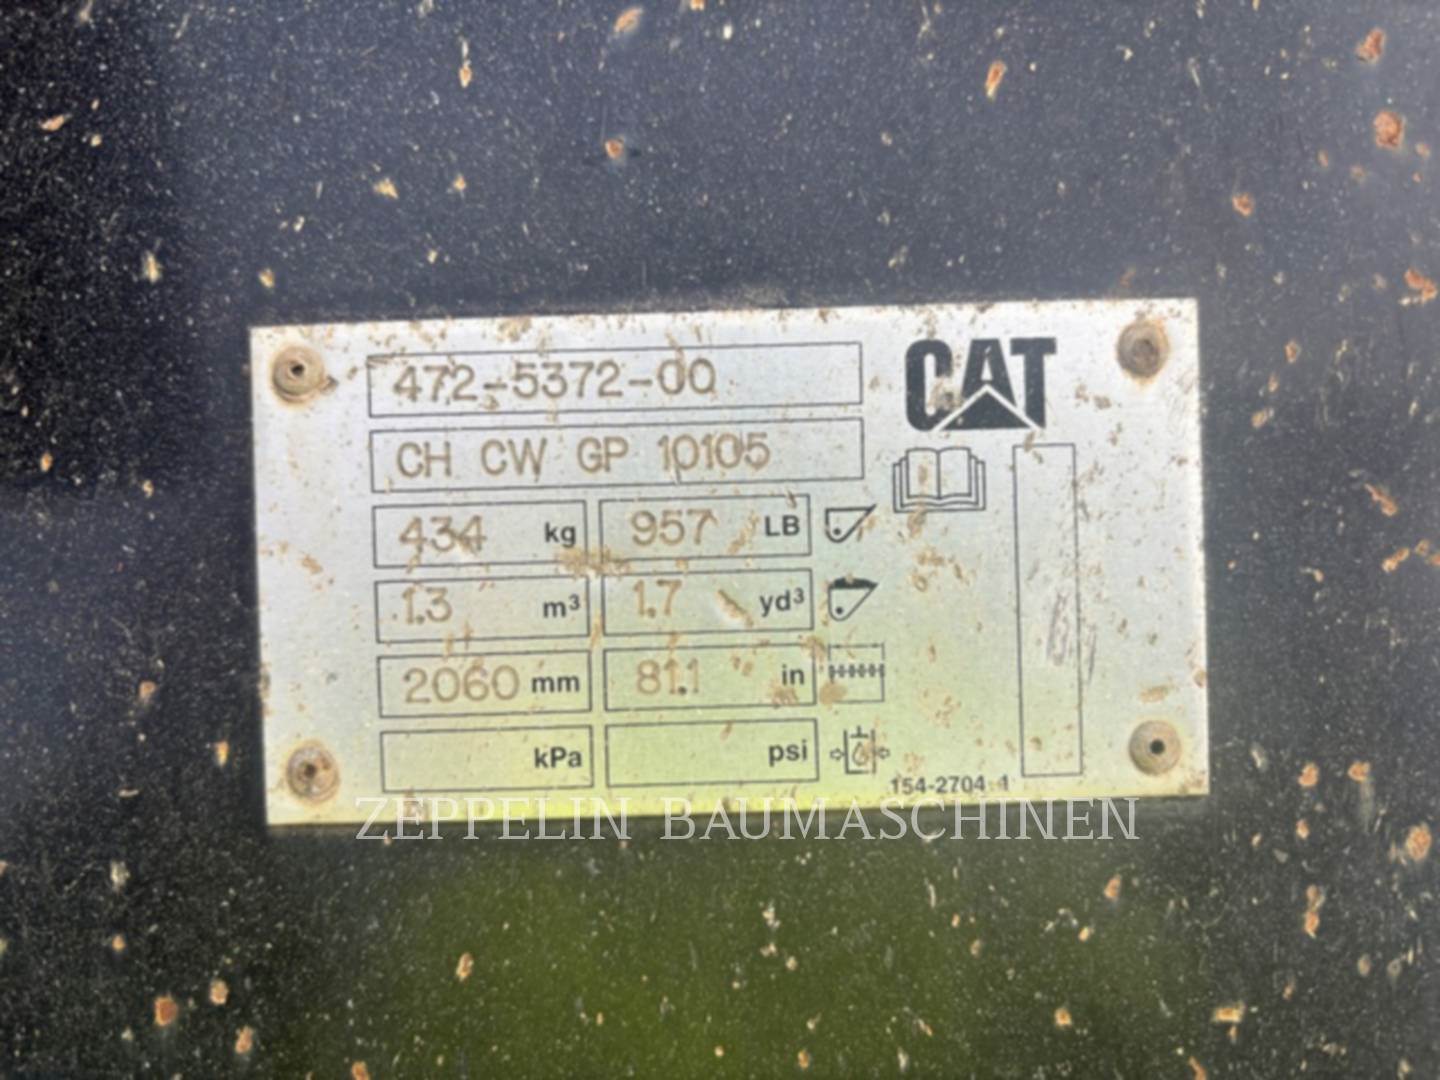 472-5372-00
CAT
CH CW GP 10105
434 kg 957 LB
1.3 m³ 1.7 yd³
2060 mm 81.1 in
kPa psi
154-2704 1
ZEPPELIN BAUMASCHINEN